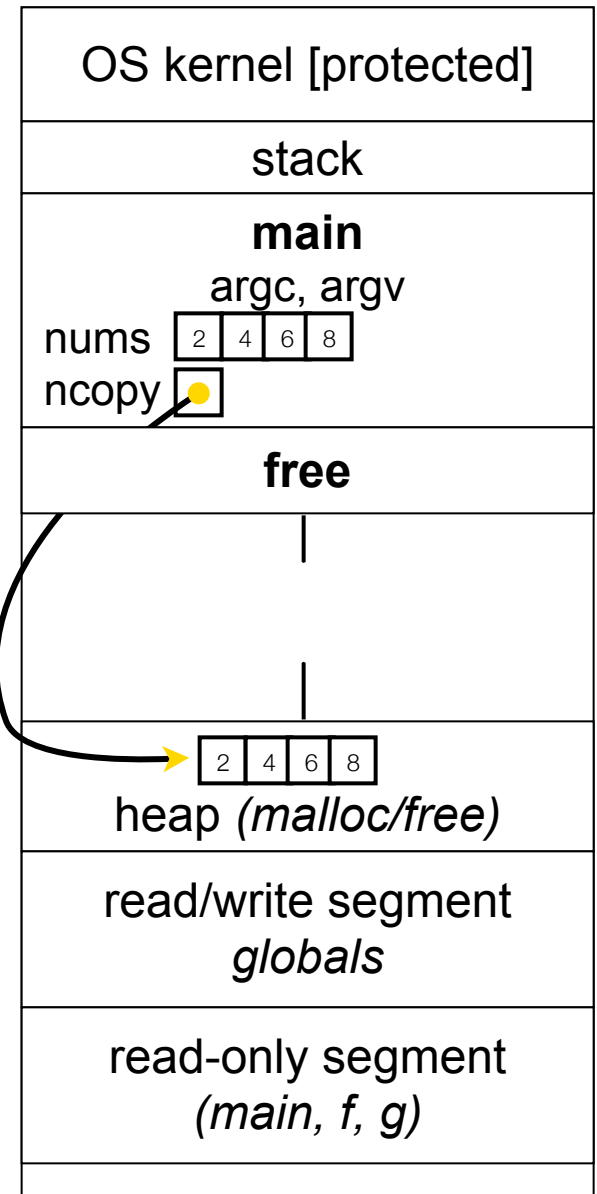 OS kernel [protected]
stack
main
argc, argv
nums 2 4 6 8
ncopy
free
2 4 6 8
heap (malloc/free)
read/write segment
globals
read-only segment
(main, f, g)